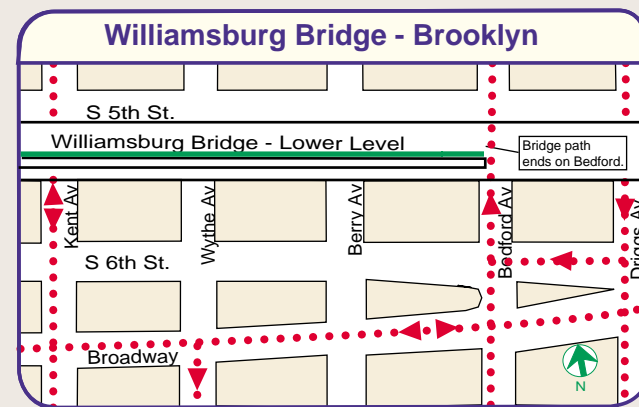 Williamsburg Bridge - Brooklyn
S 5th St.
Williamsburg Bridge - Lower Level
Bridge path
ends on Bedford.
Kent Av
Wythe Av
Berry Av
Bedford Av
Driggs Av
S 6th St.
Broadway
N